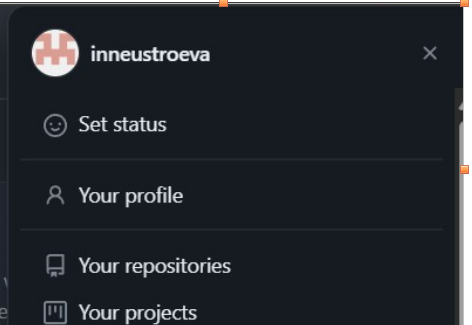 inneustroeva
Set status
Your profile
Your repositories
Your projects